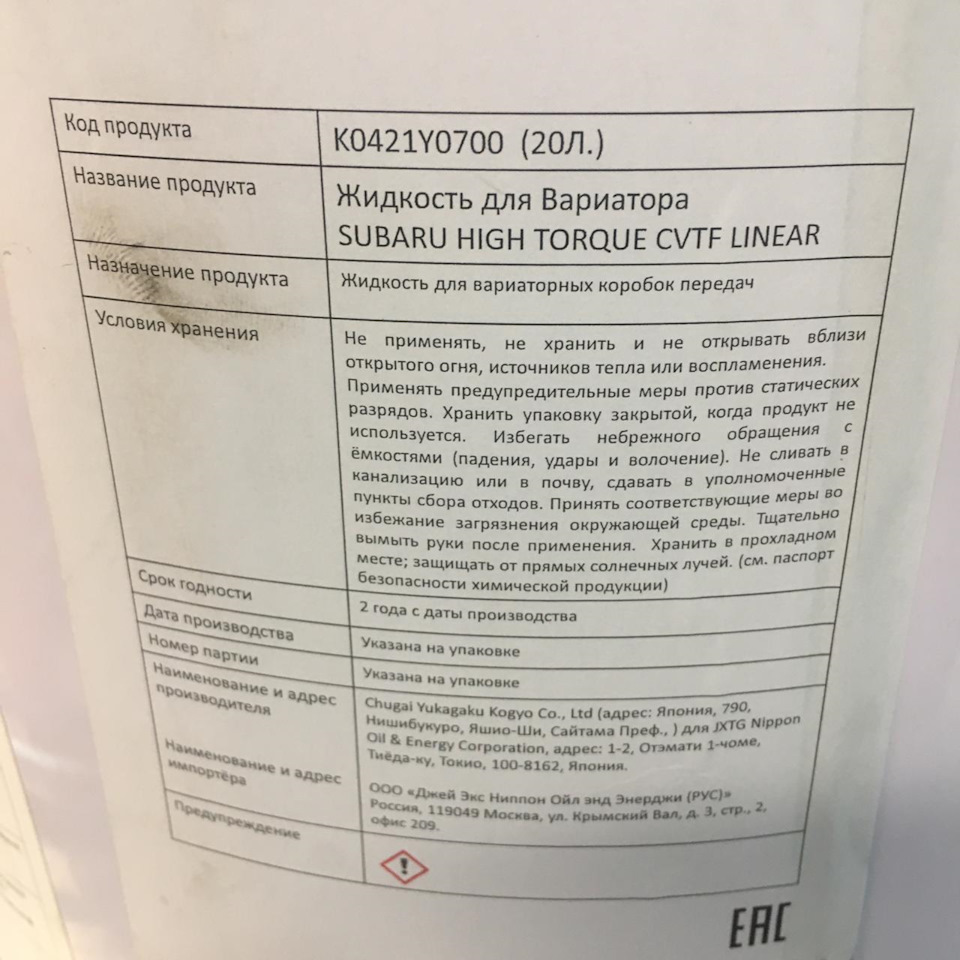 Код продукта
K0421Y0700 (20Л.)
Название продукта
Жидкость для Вариатора
SUBARU HIGH TORQUE CVTF LINEAR
Назначение продукта
Жидкость для вариаторных коробок передач
Условия хранения
Не применять, не хранить и не открывать вблизи
открытого огня, источников тепла или воспламенения.
Применять предупредительные меры против статических
разрядов. Хранить упаковку закрытой, когда продукт не
используется. Избегать небрежного обращения с
ёмкостями (падения, удары и волочение). Не сливать в
канализацию или в почву, сдавать в уполномоченные
пункты сбора отходов. Принять соответствующие меры во
избежание загрязнения окружающей среды. Тщательно
вымыть руки после применения. Хранить в прохладном
месте; защищать от прямых солнечных лучей. (см. паспорт
безопасности химической продукции)
Срок годности
2 года с даты производства
Дата производства
Указана на упаковке
Номер партии
Указана на упаковке
Наименование и адрес
производителя
Chugai Yukagaku Kogyo Co., Ltd (адрес: Япония, 790,
Нишибукуро, Яшио-Ши, Сайтама Преф., ) для JXTG Nippon
Oil & Energy Corporation, адрес: 1-2, Отэмати 1-чоме,
Тиёда-ку, Токио, 100-8162, Япония.
Наименование и адрес
импортёра
ООО «Джей Экс Ниппон Ойл энд Энерджи (РУС)»
Россия, 119049 Москва, ул. Крымский Вал, д. 3, стр., 2,
офис 209.
Предупреждение
EAC